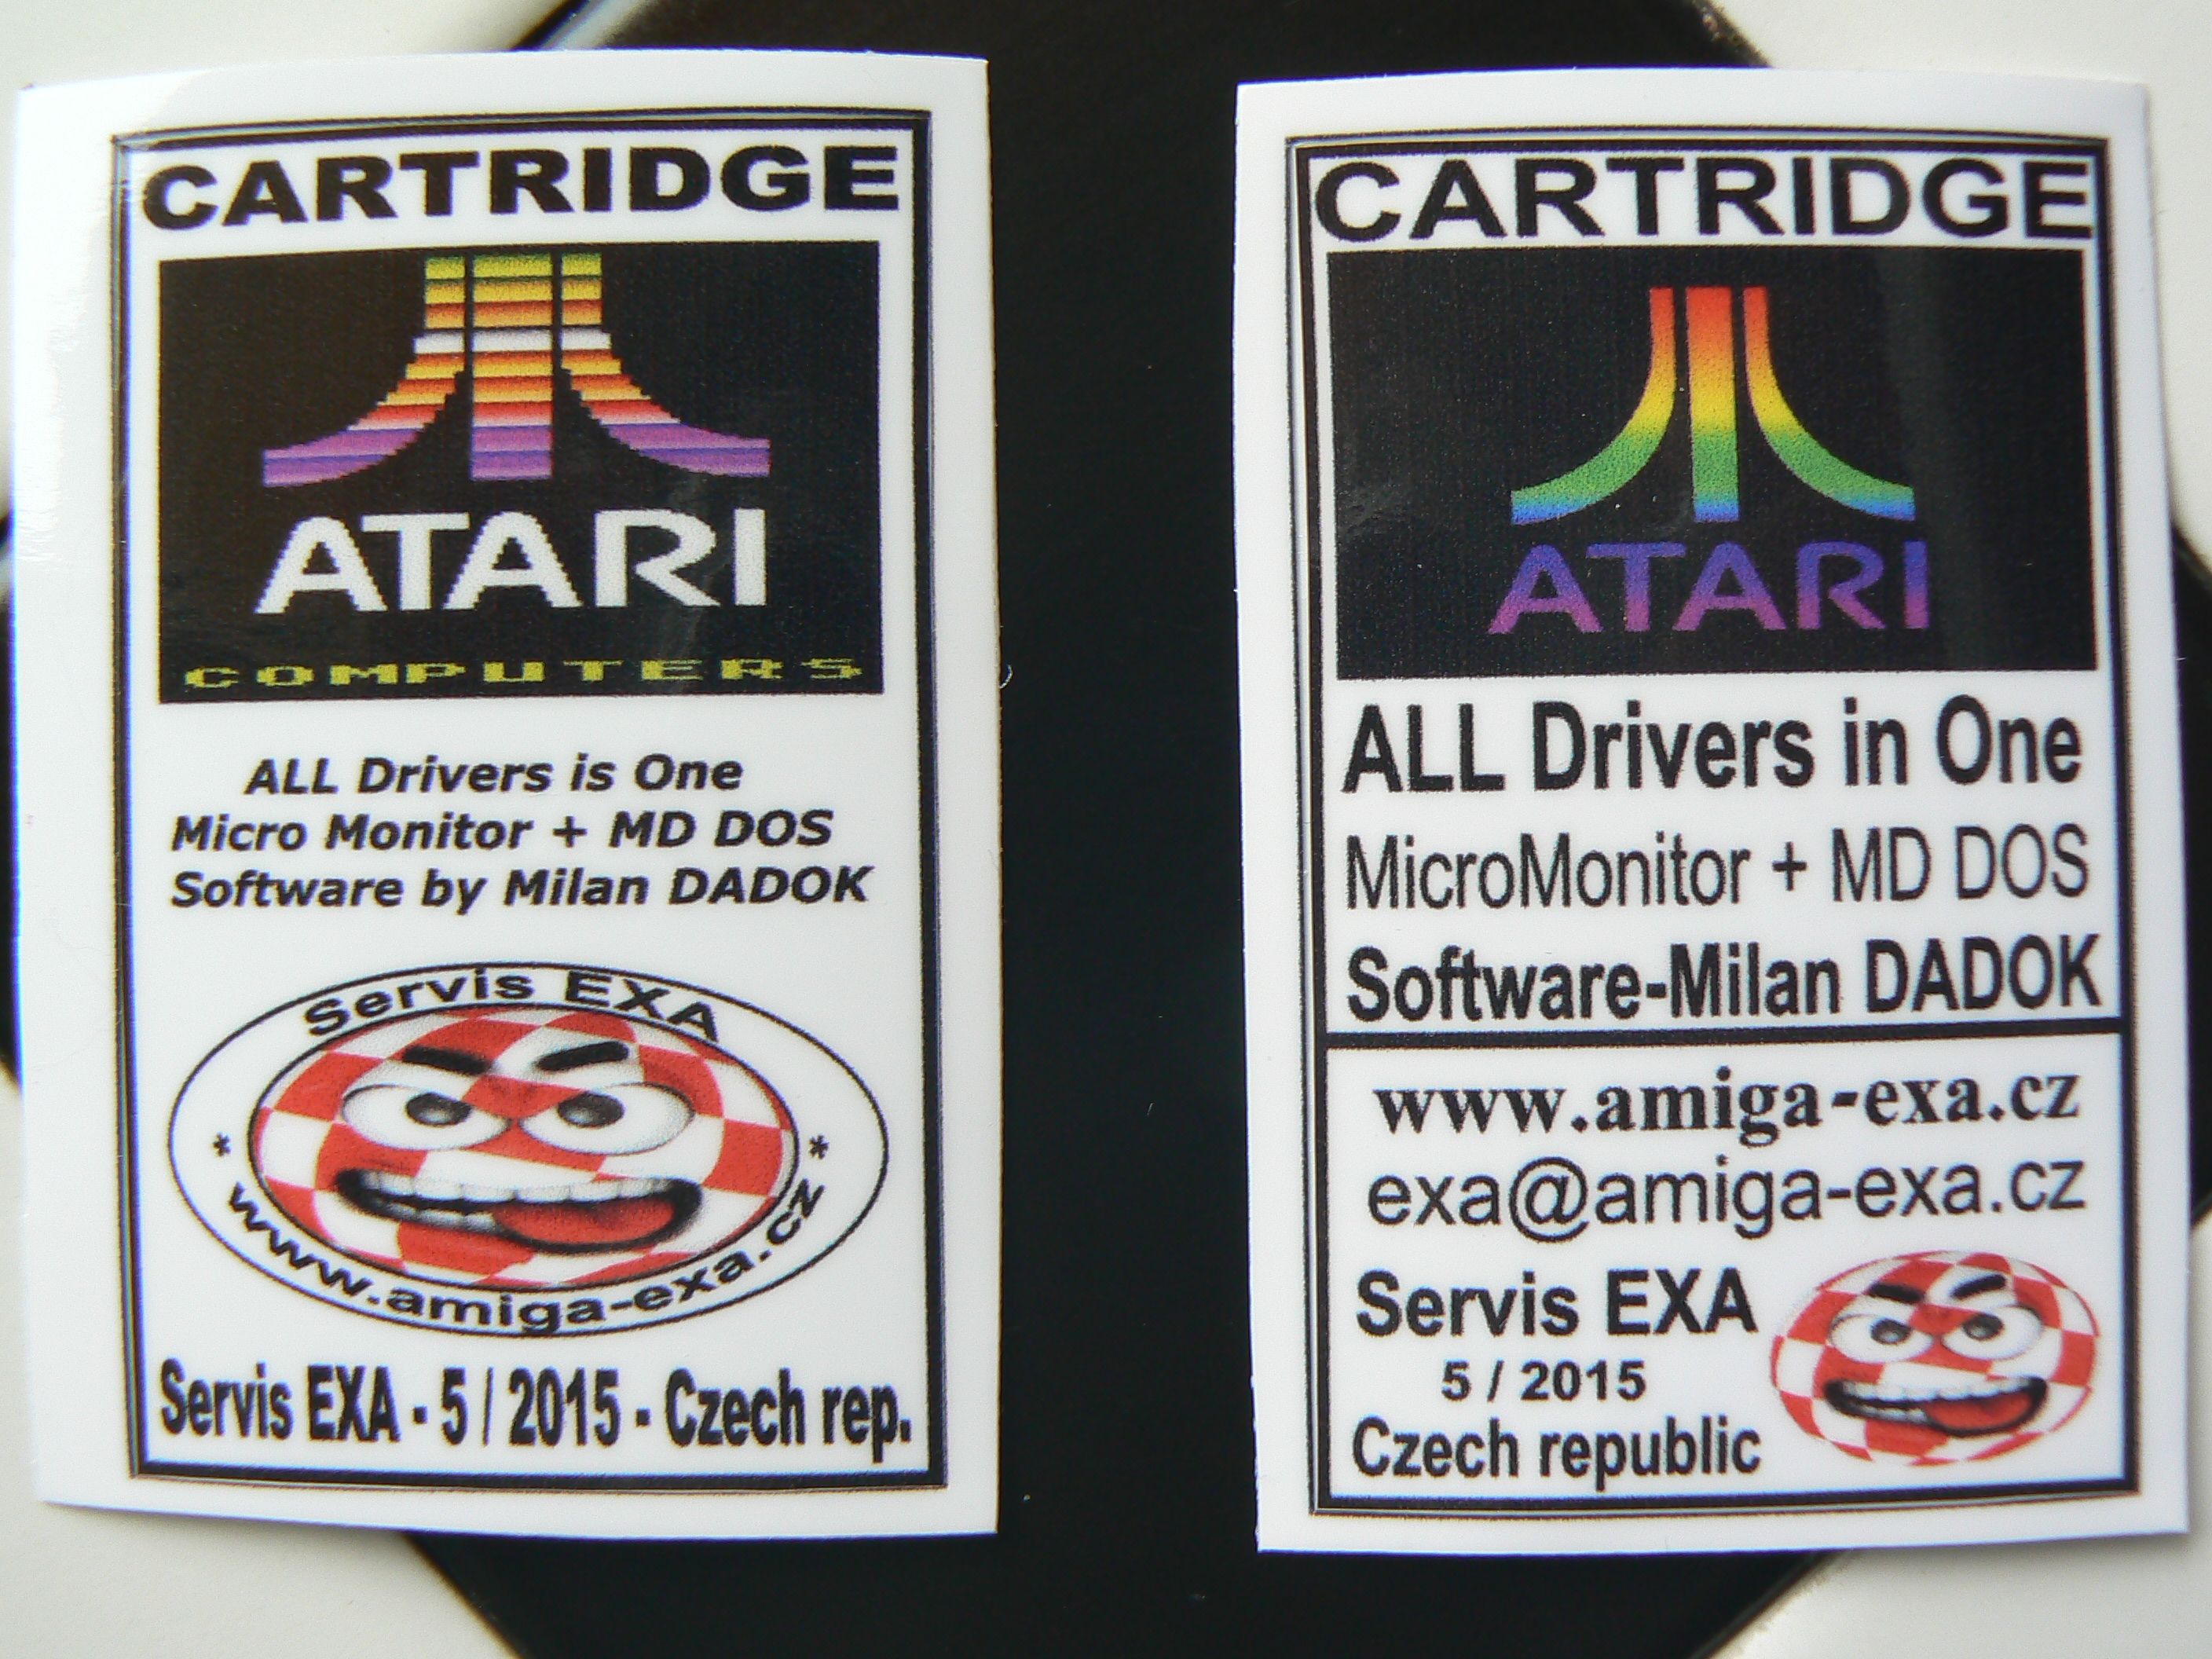 CARTRIDGE
ATARI
COMPUTERS
ALL Drivers is One
Micro Monitor + MD DOS
Software by Milan DADOK
Servis EXA
* www.amiga-exa.cz *
Servis EXA - 5 / 2015 - Czech rep.
CARTRIDGE
ATARI
ALL Drivers in One
MicroMonitor + MD DOS
Software-Milan DADOK
www.amiga-exa.cz
exa@amiga-exa.cz
Servis EXA
5 / 2015
Czech republic